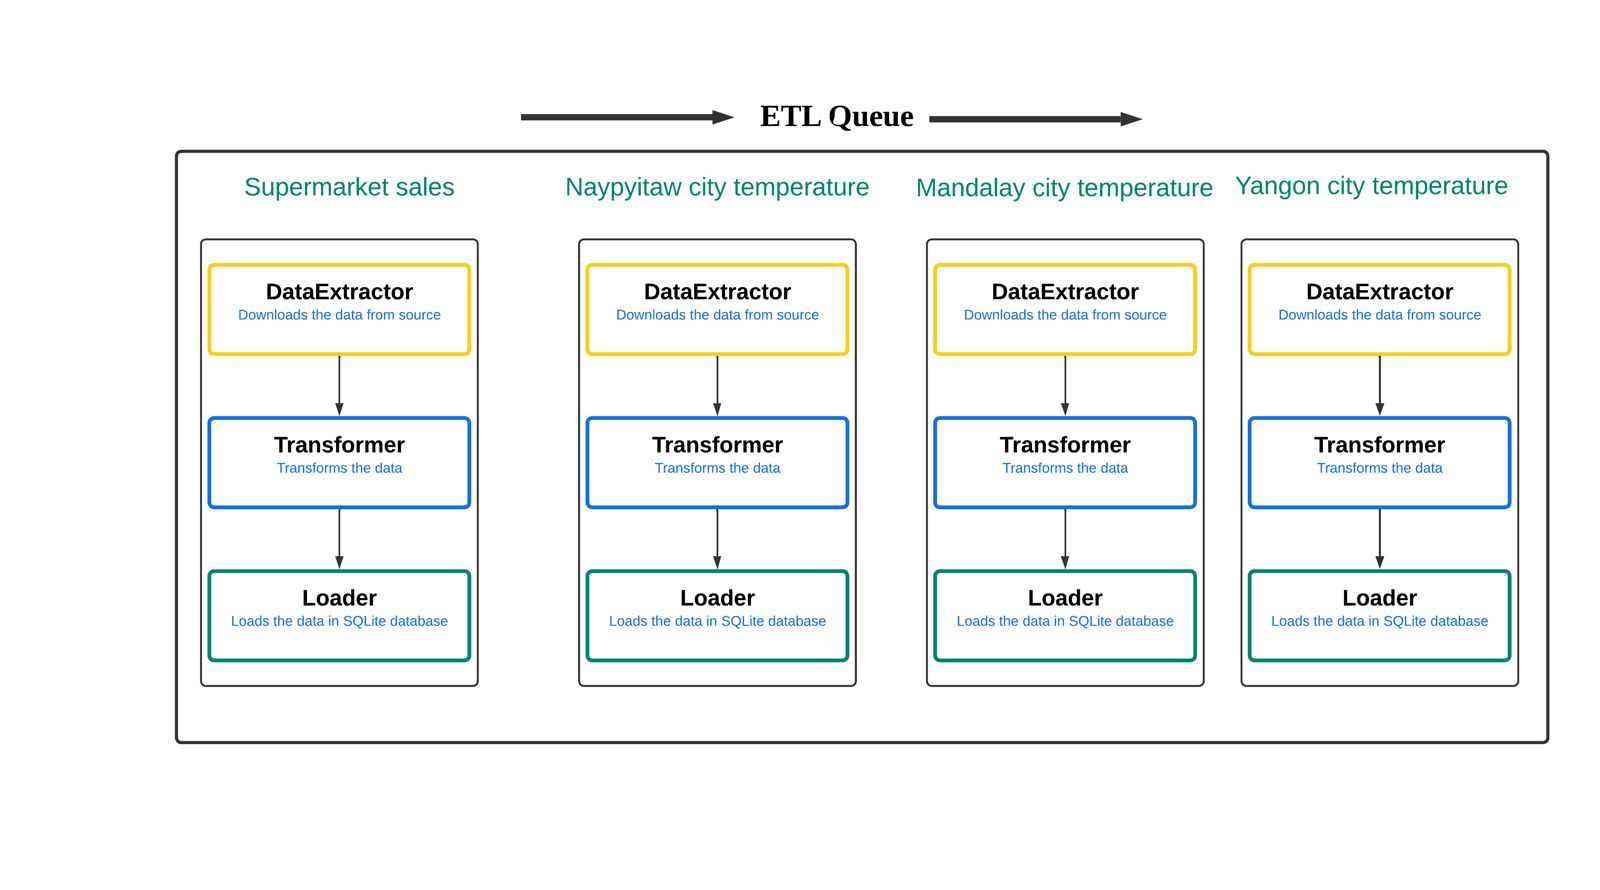 ETL Queue
Supermarket sales
Naypyitaw city temperature
Mandalay city temperature
Yangon city temperature
DataExtractor
Downloads the data from source
Transformer
Transforms the data
Loader
Loads the data in SQLite database
DataExtractor
Downloads the data from source
Transformer
Transforms the data
Loader
Loads the data in SQLite database
DataExtractor
Downloads the data from source
Transformer
Transforms the data
Loader
Loads the data in SQLite database
DataExtractor
Downloads the data from source
Transformer
Transforms the data
Loader
Loads the data in SQLite database